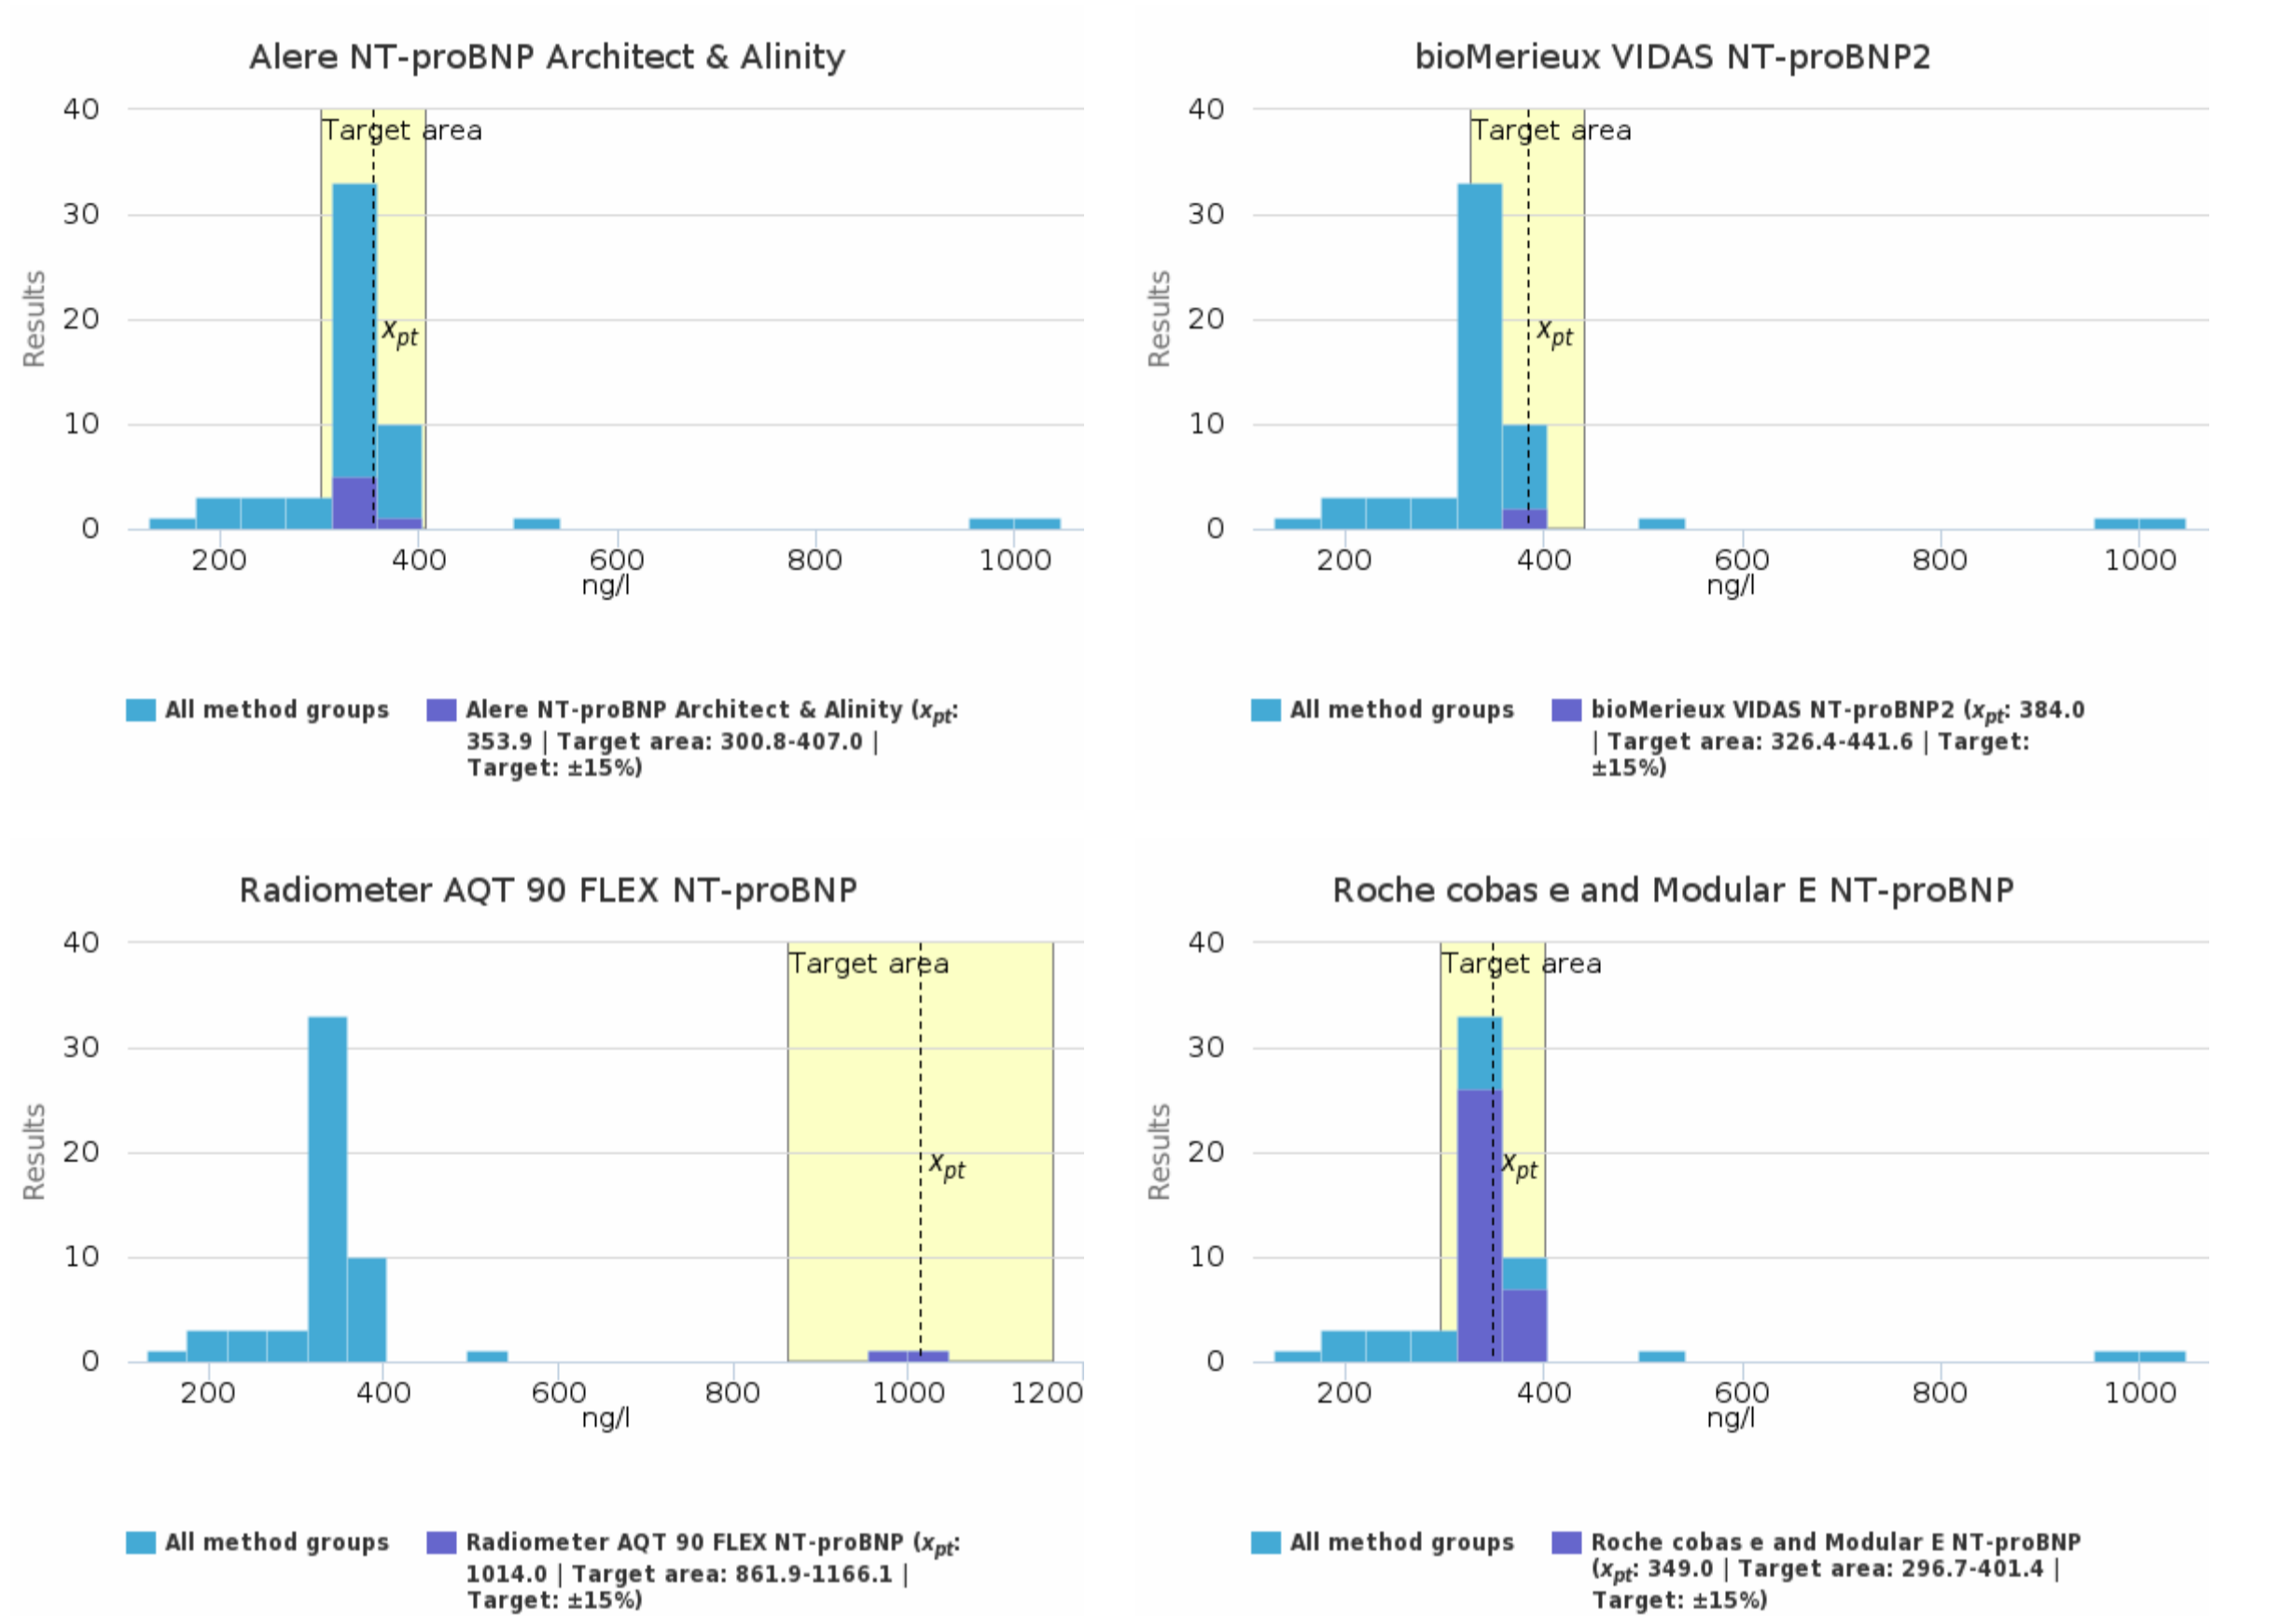 Alere NT-proBNP Architect & Alinity
40
Target area
30
20
xpt
10
0
Results
200
400
600
800
1000
ng/l
All method groups
Alere NT-proBNP Architect & Alinity (xpt:
353.9 | Target area: 300.8-407.0 |
Target: ±15%)
bioMerieux VIDAS NT-proBNP2
40
Target area
30
20
xpt
10
0
Results
200
400
600
800
1000
ng/l
All method groups
bioMerieux VIDAS NT-proBNP2 (xpt: 384.0
| Target area: 326.4-441.6 | Target:
±15%)
Radiometer AQT 90 FLEX NT-proBNP
40
Target area
30
20
xpt
10
0
Results
200
400
600
800
1000
1200
ng/l
All method groups
Radiometer AQT 90 FLEX NT-proBNP (xpt:
1014.0 | Target area: 861.9-1166.1 |
Target: ±15%)
Roche cobas e and Modular E NT-proBNP
40
Target area
30
20
xpt
10
0
Results
200
400
600
800
1000
ng/l
All method groups
Roche cobas e and Modular E NT-proBNP
(xpt: 349.0 | Target area: 296.7-401.4 |
Target: ±15%)